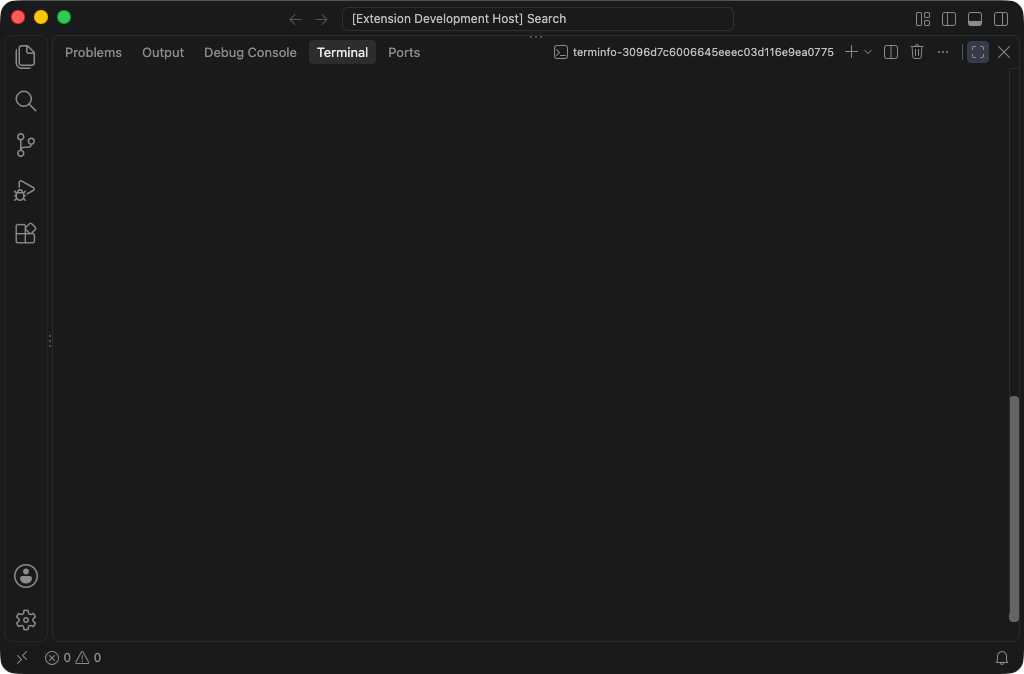 [Extension Development Host] Search
Problems Output Debug Console Terminal Ports terminfo-3096d7c6006645eeec03d116e9ea0775
0 0